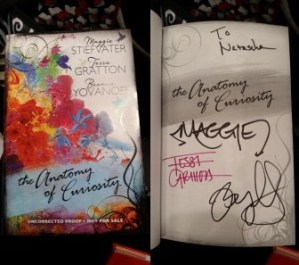 Maggie
STIEFVATER
Tessa
GRATTON
Brenna
YOVANOFF
the Anatomy
of Curiosity
UNCORRECTED PROOF • NOT FOR SALE
To
Natasha
the Anatomy
of Curiosity
MAGGIE
TESSA
GRATTON